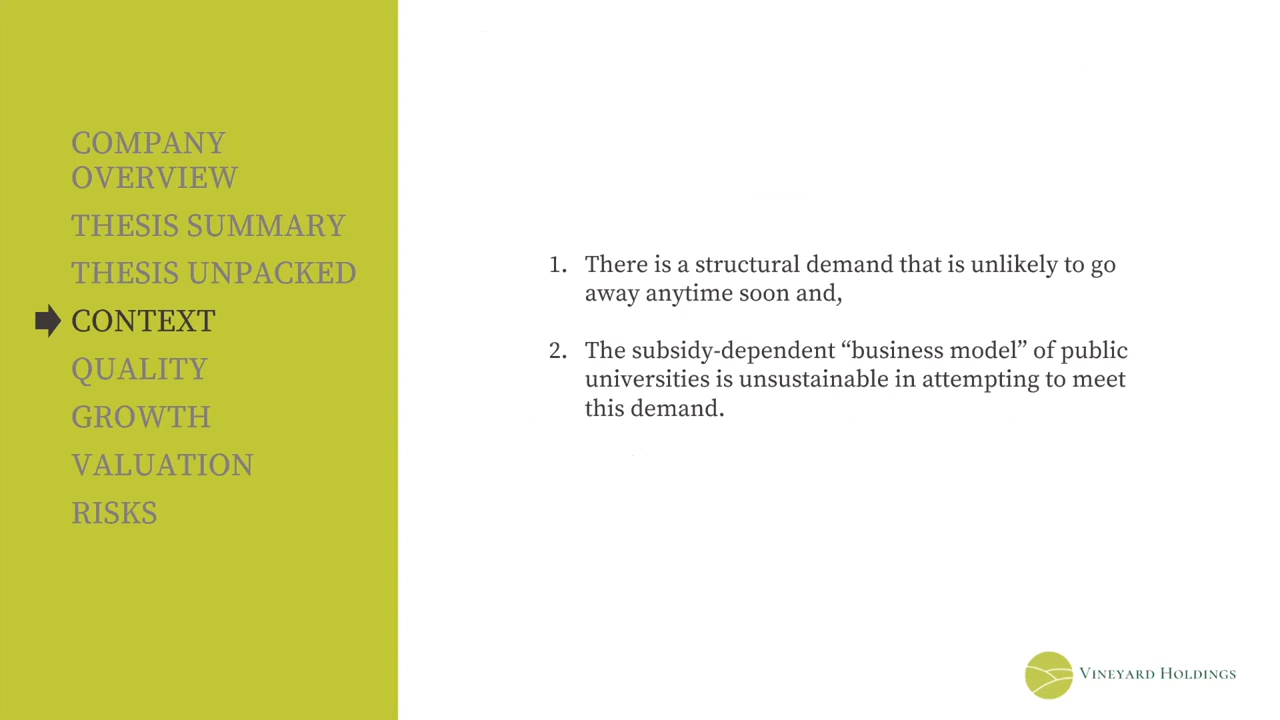 COMPANY
OVERVIEW
THESIS SUMMARY
THESIS UNPACKED
CONTEXT
QUALITY
GROWTH
VALUATION
RISKS
1. There is a structural demand that is unlikely to go
away anytime soon and,
2. The subsidy-dependent “business model” of public
universities is unsustainable in attempting to meet
this demand.
VINEYARD HOLDINGS